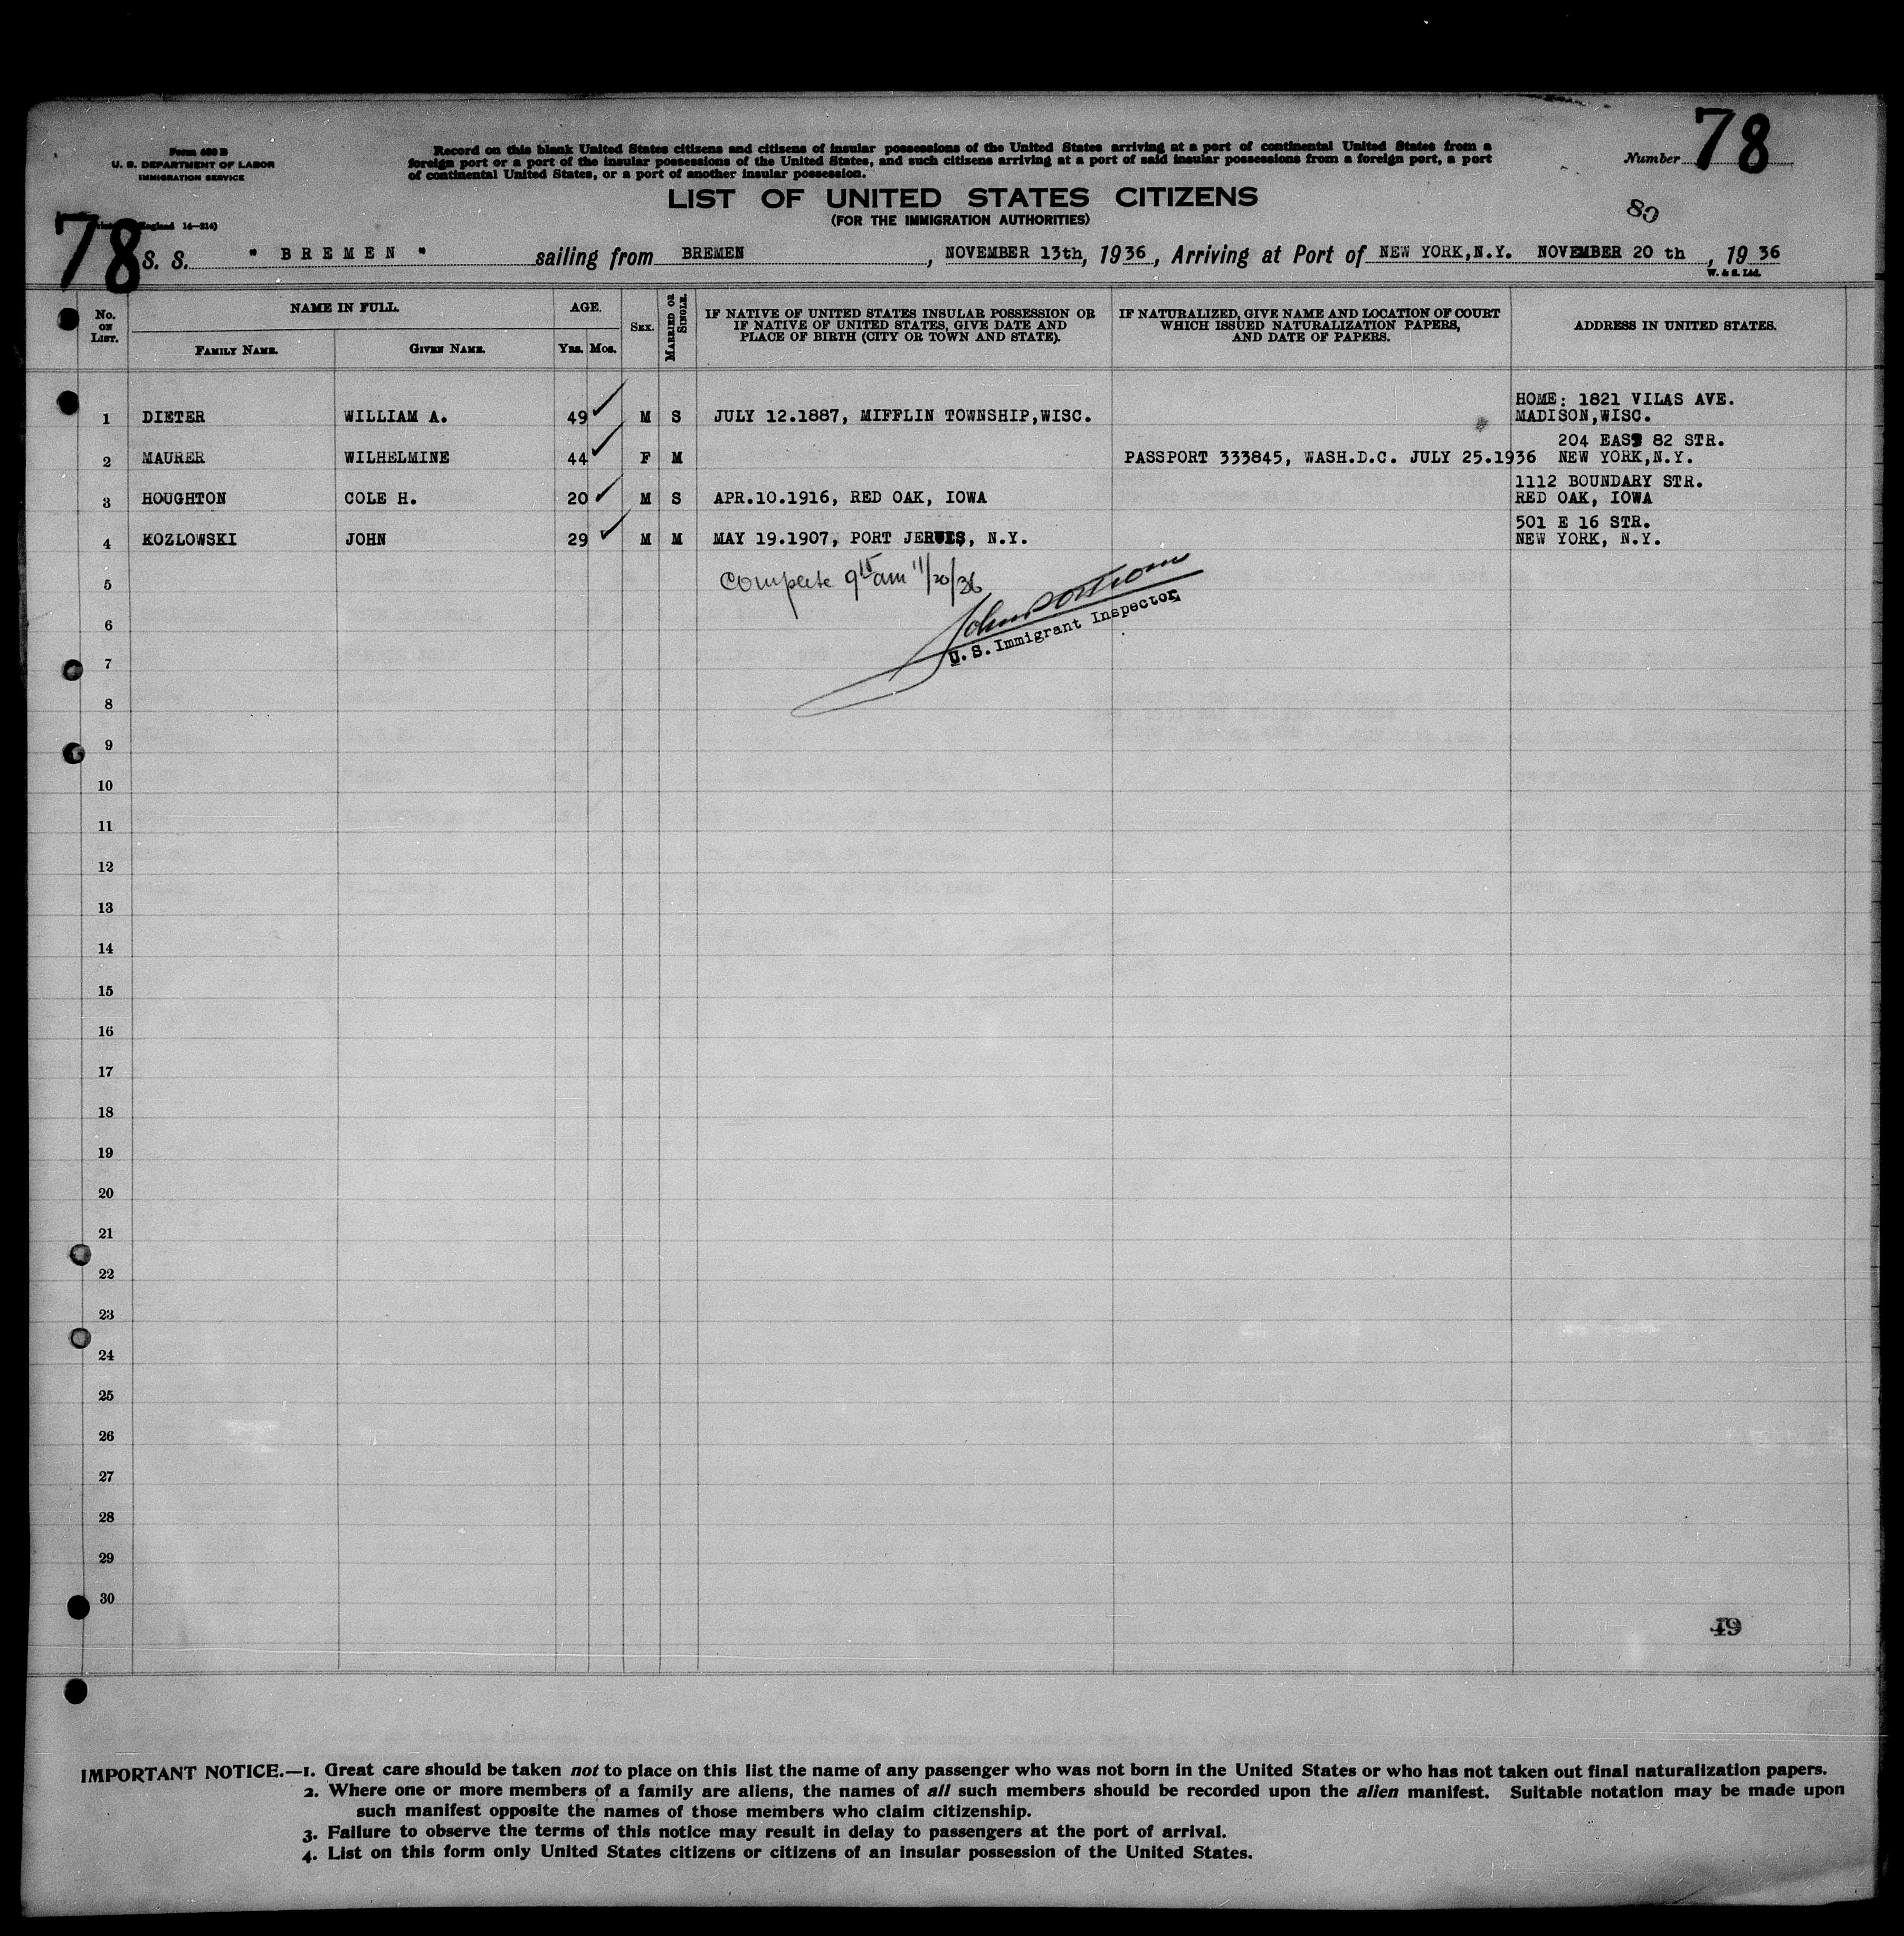 Form 630 B
U. S. DEPARTMENT OF LABOR
IMMIGRATION SERVICE
Record on this blank United States citizens and citizens of insular possessions of the United States arriving at a port of continental United States from a
foreign port or a port of the insular possessions of the United States, and such citizens arriving at a port of said insular possessions from a foreign port, a port
of continental United States, or a port of another insular possession.
Number 78
LIST OF UNITED STATES CITIZENS
(FOR THE IMMIGRATION AUTHORITIES)
80
England 14—214)
78
S. S. " BREMEN " sailing from BREMEN, NOVEMBER 13th, 1936, Arriving at Port of NEW YORK,N.Y. NOVEMBER 20 th, 1936
W. & S. Ltd.
No. ON LIST. NAME IN FULL. AGE. SEX. MARRIED OR SINGLE. IF NATIVE OF UNITED STATES INSULAR POSSESSION OR IF NATIVE OF UNITED STATES, GIVE DATE AND PLACE OF BIRTH (CITY OR TOWN AND STATE). IF NATURALIZED, GIVE NAME AND LOCATION OF COURT WHICH ISSUED NATURALIZATION PAPERS, AND DATE OF PAPERS. ADDRESS IN UNITED STATES.
FAMILY NAME. GIVEN NAME. YRS. MOS.
HOME: 1821 VILAS AVE.
1 DIETER WILLIAM A. 49 M S JULY 12.1887, MIFFLIN TOWNSHIP,WISC. MADISON,WISC.
204 EAST 82 STR.
2 MAURER WILHELMINE 44 F M PASSPORT 333845, WASH.D.C. JULY 25.1936 NEW YORK,N.Y.
1112 BOUNDARY STR.
3 HOUGHTON COLE H. 20 M S APR.10.1916, RED OAK, IOWA RED OAK, IOWA
501 E 16 STR.
4 KOZLOWSKI JOHN 29 M M MAY 19.1907, PORT JERVIS, N.Y. NEW YORK, N.Y.
5 Complete 9 15 am 11/20/36
6 John
U. S. Immigrant Inspector
7
8
9
10
11
12
13
14
15
16
17
18
19
20
21
22
23
24
25
26
27
28
29
30
49
IMPORTANT NOTICE.—1. Great care should be taken not to place on this list the name of any passenger who was not born in the United States or who has not taken out final naturalization papers.
2. Where one or more members of a family are aliens, the names of all such members should be recorded upon the alien manifest. Suitable notation may be made upon
such manifest opposite the names of those members who claim citizenship.
3. Failure to observe the terms of this notice may result in delay to passengers at the port of arrival.
4. List on this form only United States citizens or citizens of an insular possession of the United States.